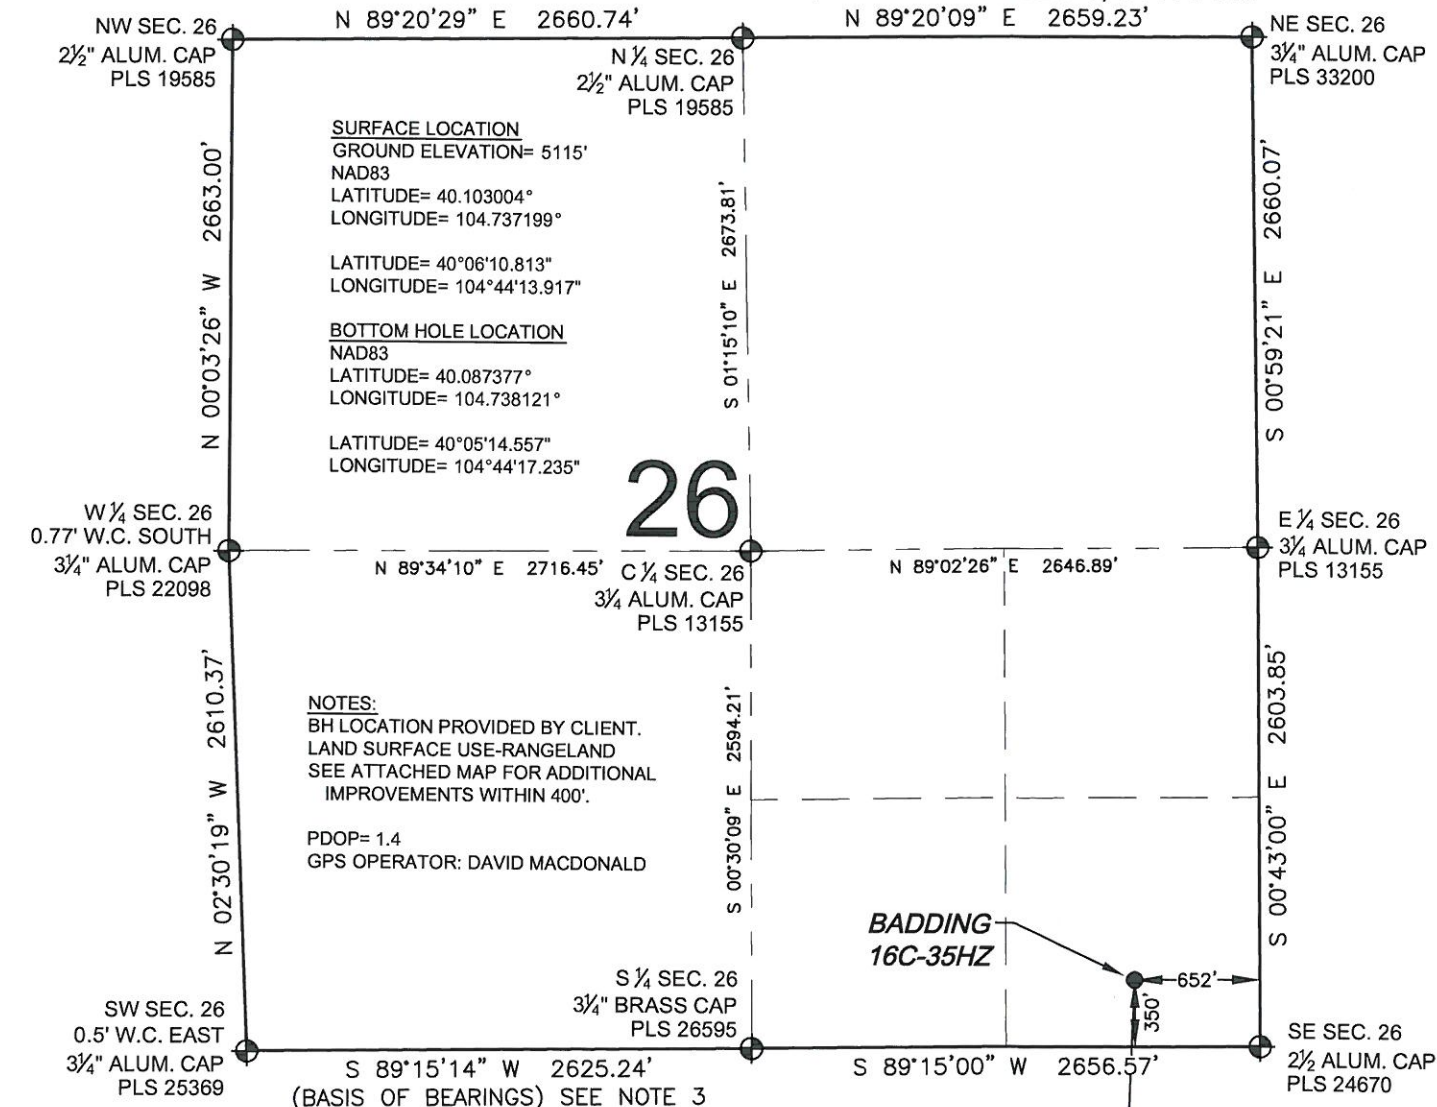 N 89°20'29" E 2660.74'
N 89°20'09" E 2659.23'
NW SEC. 26
2½" ALUM. CAP
PLS 19585
N ¼ SEC. 26
2½" ALUM. CAP
PLS 19585
NE SEC. 26
3¼" ALUM. CAP
PLS 33200
SURFACE LOCATION
GROUND ELEVATION= 5115'
NAD83
LATITUDE= 40.103004°
LONGITUDE= 104.737199°
LATITUDE= 40°06'10.813"
LONGITUDE= 104°44'13.917"
BOTTOM HOLE LOCATION
NAD83
LATITUDE= 40.087377°
LONGITUDE= 104.738121°
LATITUDE= 40°05'14.557"
LONGITUDE= 104°44'17.235"
N 00°03'26" W 2663.00'
S 01°15'10" E 2673.81'
S 00°59'21" E 2660.07'
26
W ¼ SEC. 26
0.77' W.C. SOUTH
3¼" ALUM. CAP
PLS 22098
N 89°34'10" E 2716.45'
C ¼ SEC. 26
3¼ ALUM. CAP
PLS 13155
N 89°02'26" E 2646.89'
E ¼ SEC. 26
3¼ ALUM. CAP
PLS 13155
N 02°30'19" W 2610.37'
NOTES:
BH LOCATION PROVIDED BY CLIENT.
LAND SURFACE USE-RANGELAND
SEE ATTACHED MAP FOR ADDITIONAL
IMPROVEMENTS WITHIN 400'.
PDOP= 1.4
GPS OPERATOR: DAVID MACDONALD
S 00°30'09" E 2594.21'
S 00°43'00" E 2603.85'
BADDING
16C-35HZ
652'
350'
SW SEC. 26
0.5' W.C. EAST
3¼" ALUM. CAP
PLS 25369
S ¼ SEC. 26
3¼" BRASS CAP
PLS 26595
SE SEC. 26
2½ ALUM. CAP
PLS 24670
S 89°15'14" W 2625.24'
(BASIS OF BEARINGS) SEE NOTE 3
S 89°15'00" W 2656.57'